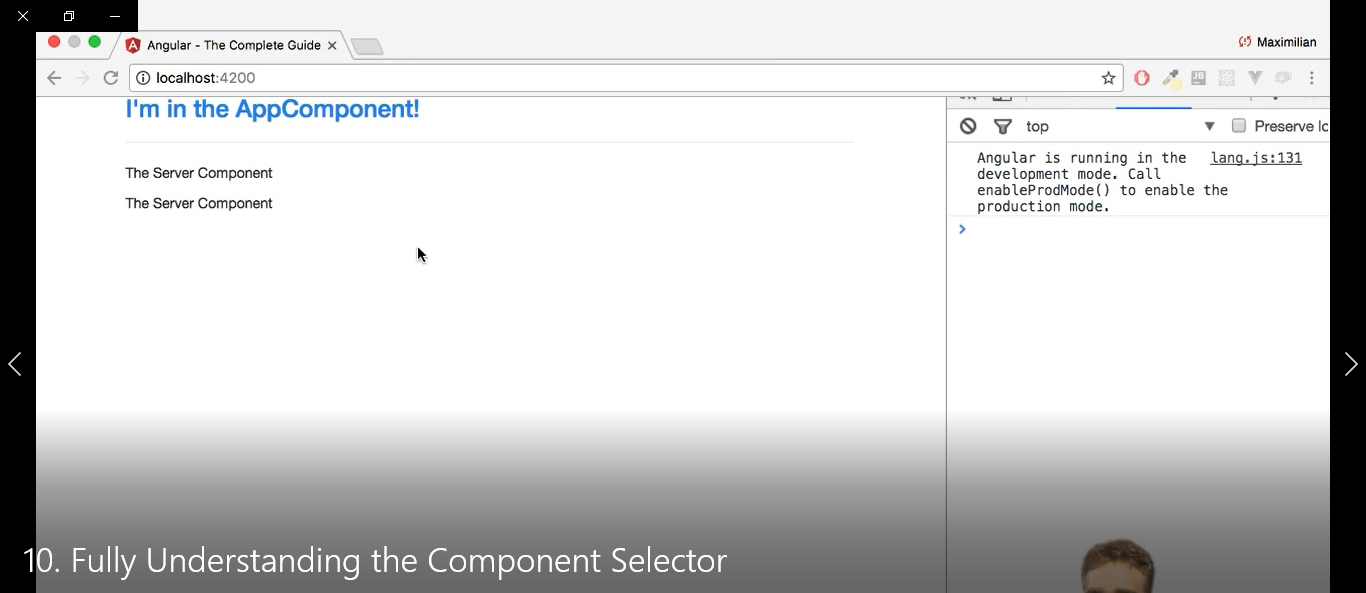 Angular - The Complete Guide
Maximilian
localhost:4200
I'm in the AppComponent!
The Server Component
The Server Component
top
Preserve lo
Angular is running in the lang.js:131
development mode. Call
enableProdMode() to enable the
production mode.
10. Fully Understanding the Component Selector